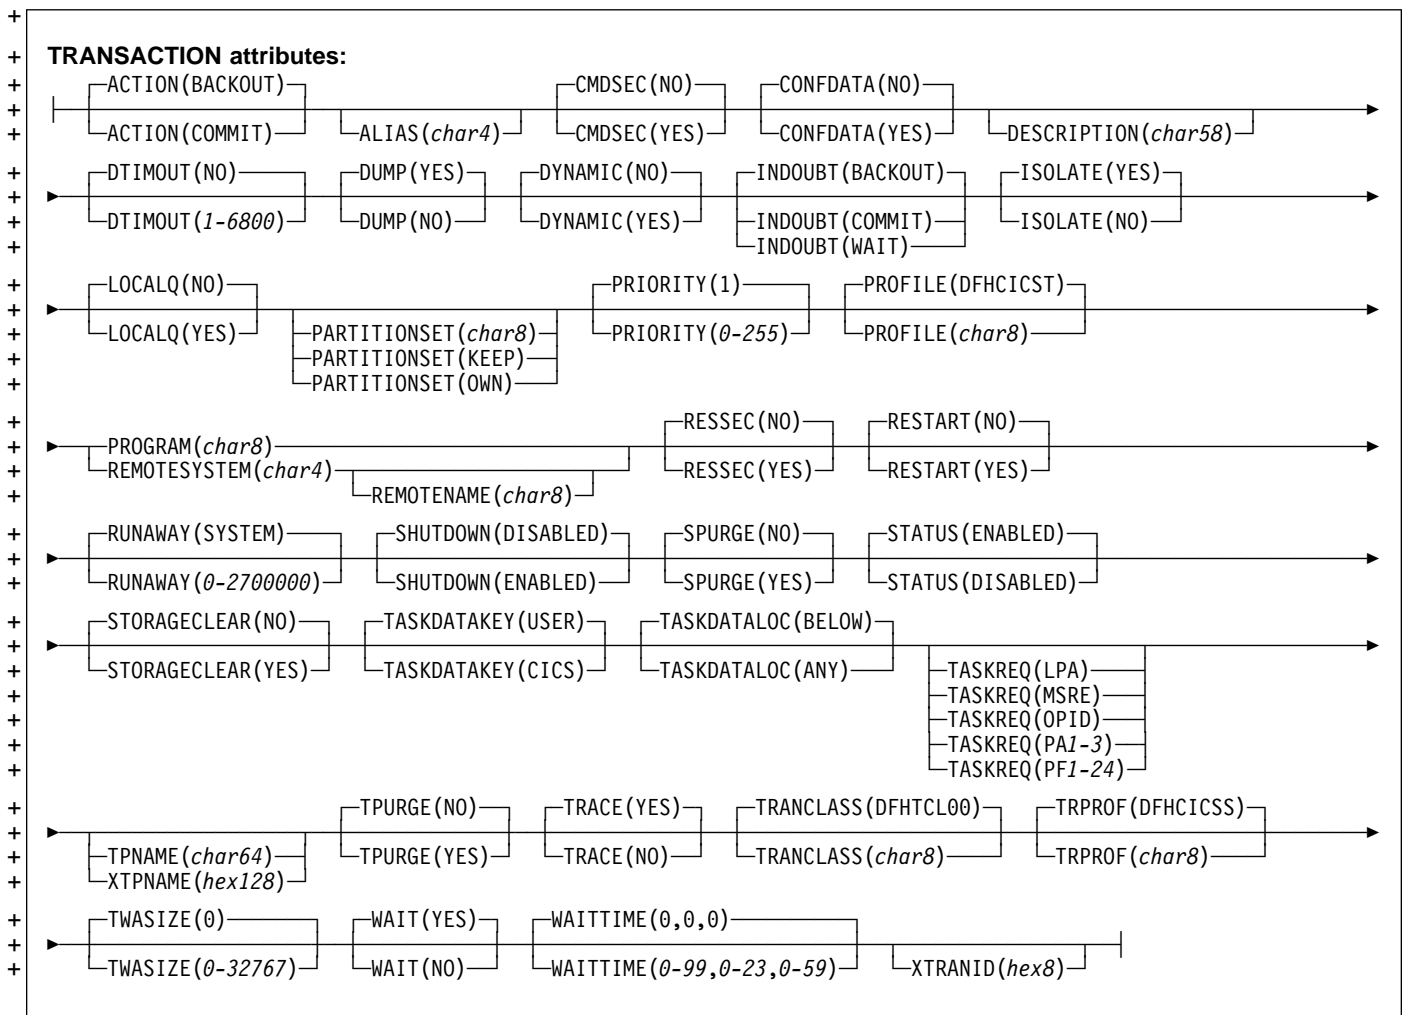 +
+ TRANSACTION attributes:
+ ACTION(BACKOUT) CMDSEC(NO) CONFDATA(NO)
+
+ ACTION(COMMIT) ALIAS(char4) CMDSEC(YES) CONFDATA(YES) DESCRIPTION(char58)
+ DTIMOUT(NO) DUMP(YES) DYNAMIC(NO) INDOUBT(BACKOUT) ISOLATE(YES)
+
+ DTIMOUT(1-6800) DUMP(NO) DYNAMIC(YES) INDOUBT(COMMIT) ISOLATE(NO)
+ INDOUBT(WAIT)
+ LOCALQ(NO) PRIORITY(1) PROFILE(DFHCICST)
+
+ LOCALQ(YES) PARTITIONSET(char8) PRIORITY(0-255) PROFILE(char8)
+ PARTITIONSET(KEEP)
+ PARTITIONSET(OWN)
+ RESSEC(NO) RESTART(NO)
+ PROGRAM(char8)
+ REMOTESYSTEM(char4) RESSEC(YES) RESTART(YES)
+ REMOTENAME(char8)
+ RUNAWAY(SYSTEM) SHUTDOWN(DISABLED) SPURGE(NO) STATUS(ENABLED)
+
+ RUNAWAY(0-2700000) SHUTDOWN(ENABLED) SPURGE(YES) STATUS(DISABLED)
+ STORAGECLEAR(NO) TASKDATAKEY(USER) TASKDATALOC(BELOW)
+
+ STORAGECLEAR(YES) TASKDATAKEY(CICS) TASKDATALOC(ANY) TASKREQ(LPA)
+ TASKREQ(MSRE)
+ TASKREQ(OPID)
+ TASKREQ(PA1-3)
+ TASKREQ(PF1-24)
+ TPURGE(NO) TRACE(YES) TRANCLASS(DFHTCL00) TRPROF(DFHCICSS)
+
+ TPNAME(char64) TPURGE(YES) TRACE(NO) TRANCLASS(char8) TRPROF(char8)
+ XTPNAME(hex128)
+ TWASIZE(0) WAIT(YES) WAITTIME(0,0,0)
+
+ TWASIZE(0-32767) WAIT(NO) WAITTIME(0-99,0-23,0-59) XTRANID(hex8)